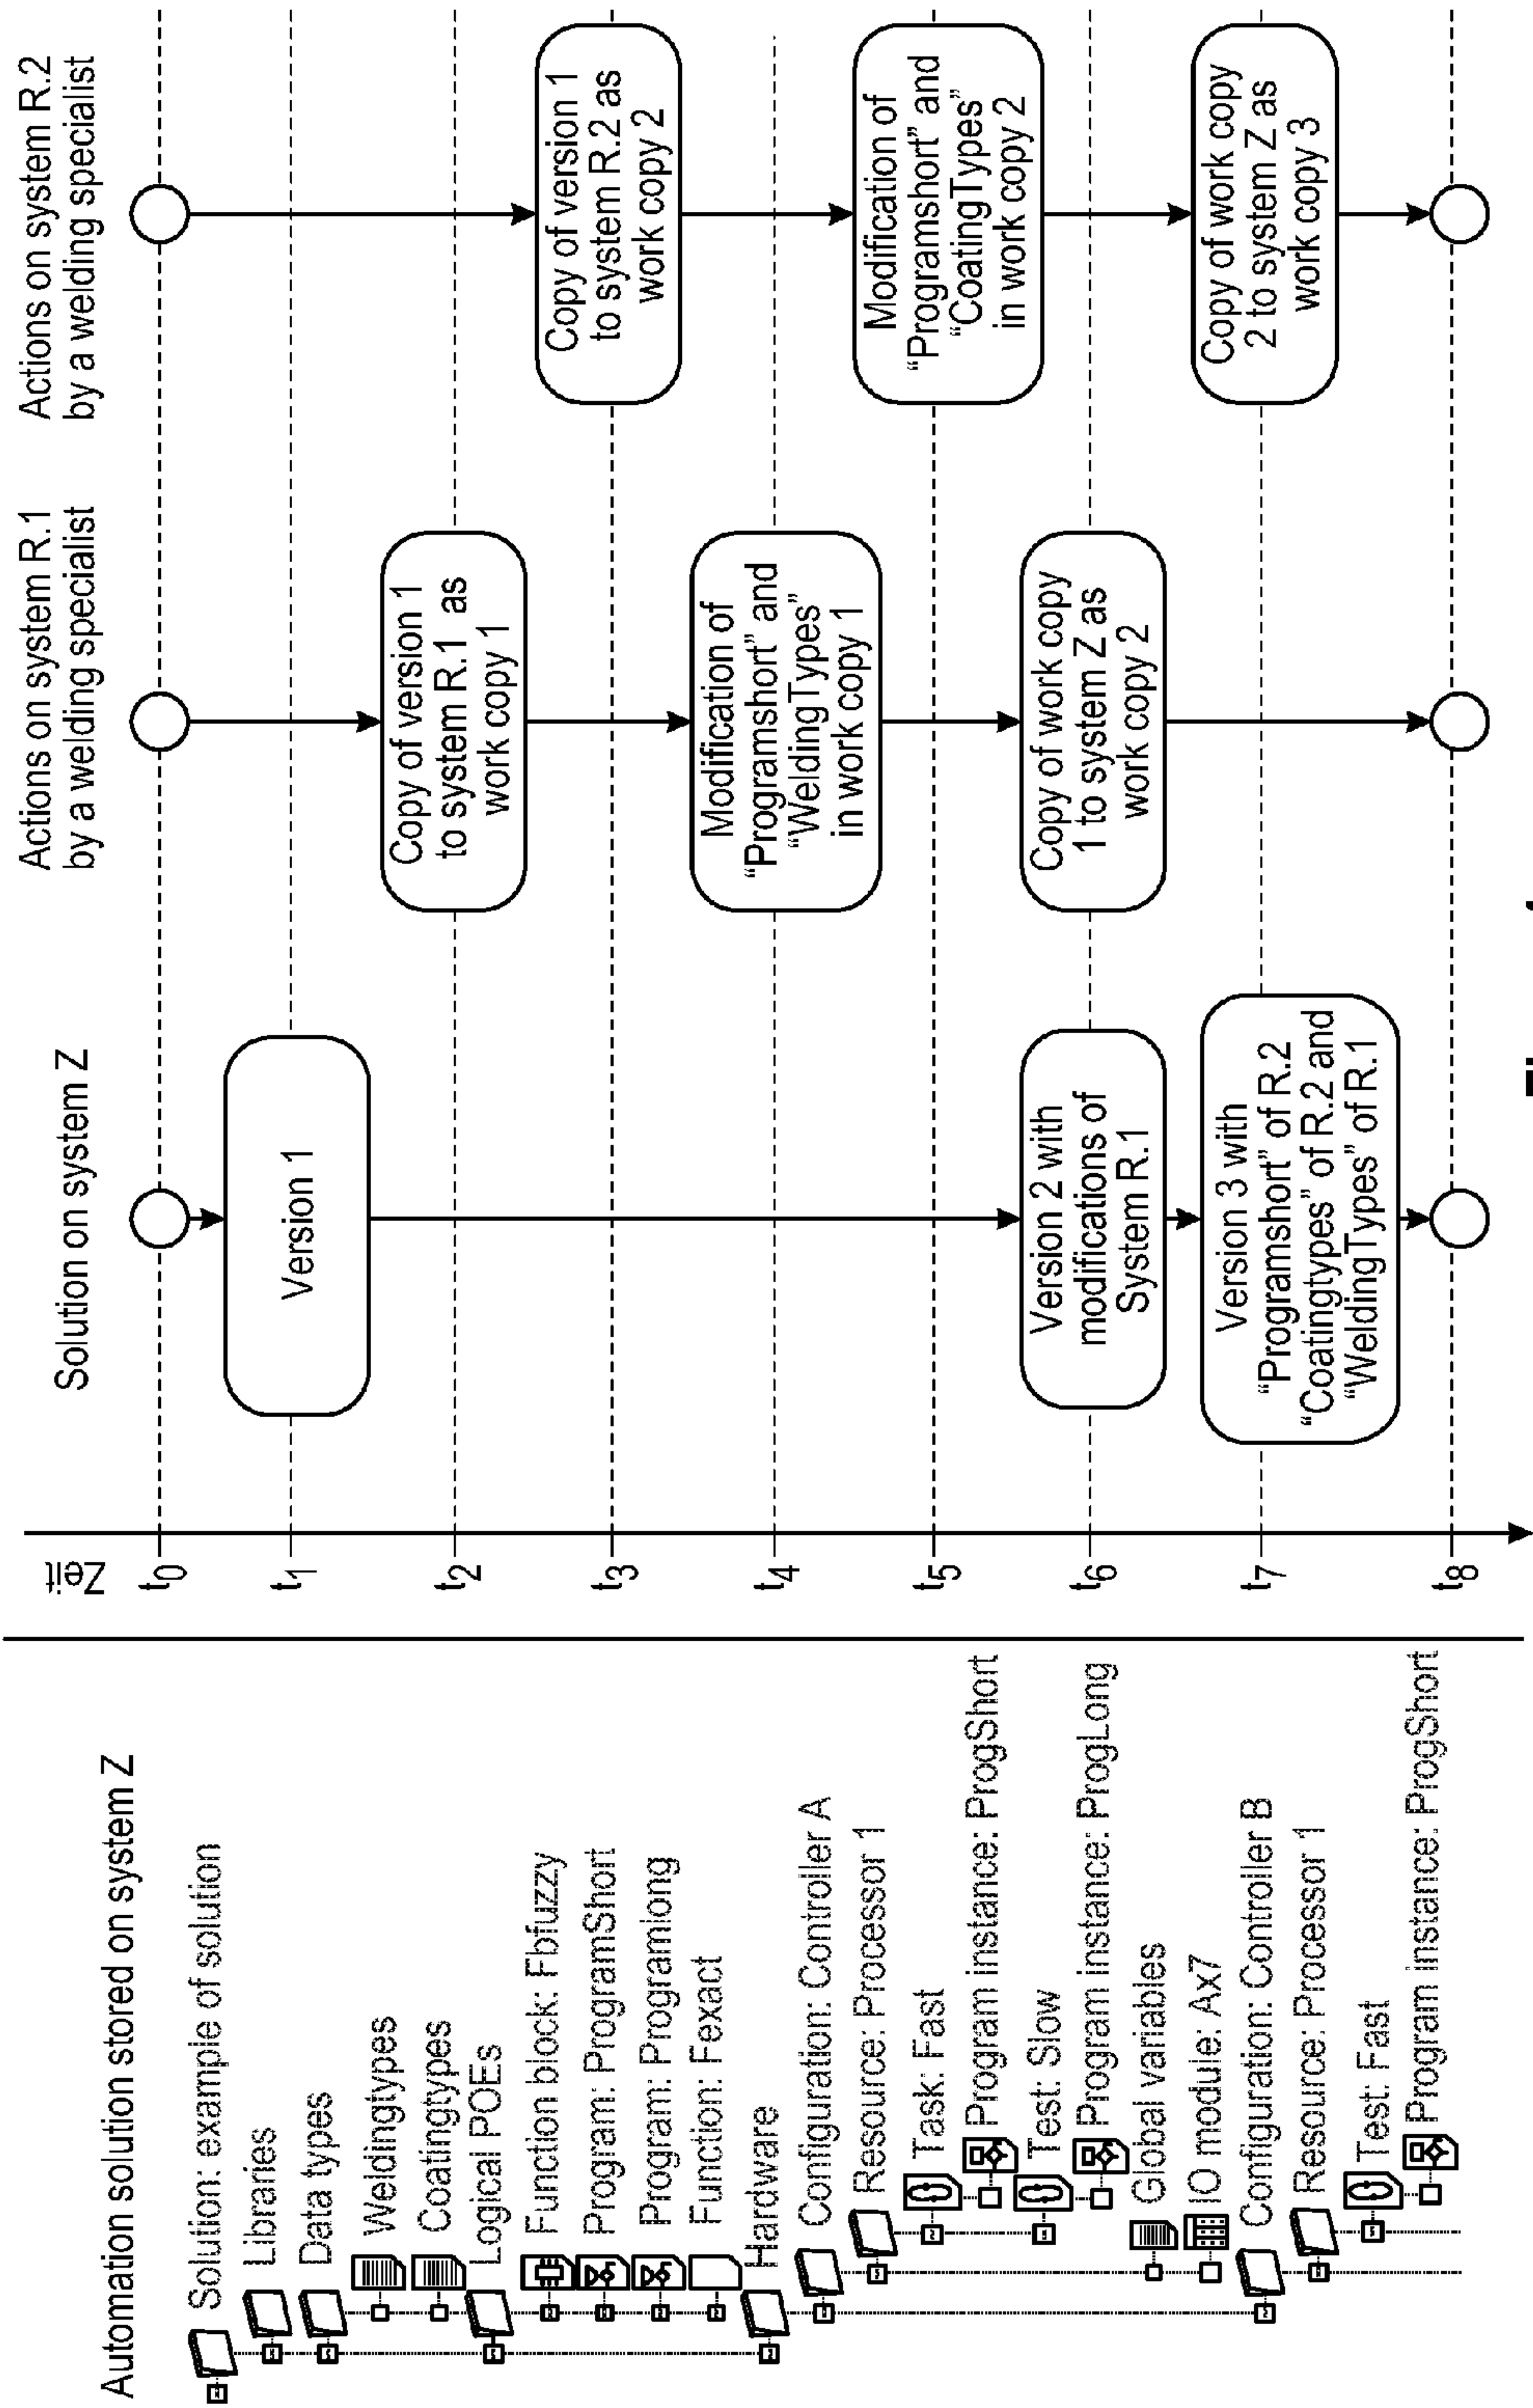 Automation solution stored on system Z
Solution: example of solution
Libraries
Data types
Weldingtypes
Coatingtypes
Logical POEs
Function block: Fbfuzzy
Program: ProgramShort
Program: Programlong
Function: Fexact
Hardware
Configuration: Controller A
Resource: Processor 1
Task: Fast
Program instance: ProgShort
Test: Slow
Program instance: ProgLong
Global variables
IO module: Ax7
Configuration: Controller B
Resource: Processor 1
Test: Fast
Program instance: ProgShort
Zeit
t0
t1
t2
t3
t4
t5
t6
t7
t8
Solution on system Z
Version 1
Version 2 with
modifications of
System R.1
Version 3 with
“Programshort” of R.2
“Coatingtypes” of R.2 and
“WeldingTypes” of R.1
Actions on system R.1
by a welding specialist
Copy of version 1
to system R.1 as
work copy 1
Modification of
“Programshort” and
“WeldingTypes”
in work copy 1
Copy of work copy
1 to system Z as
work copy 2
Actions on system R.2
by a welding specialist
Copy of version 1
to system R.2 as
work copy 2
Modification of
“Programshort” and
“CoatingTypes”
in work copy 2
Copy of work copy
2 to system Z as
work copy 3